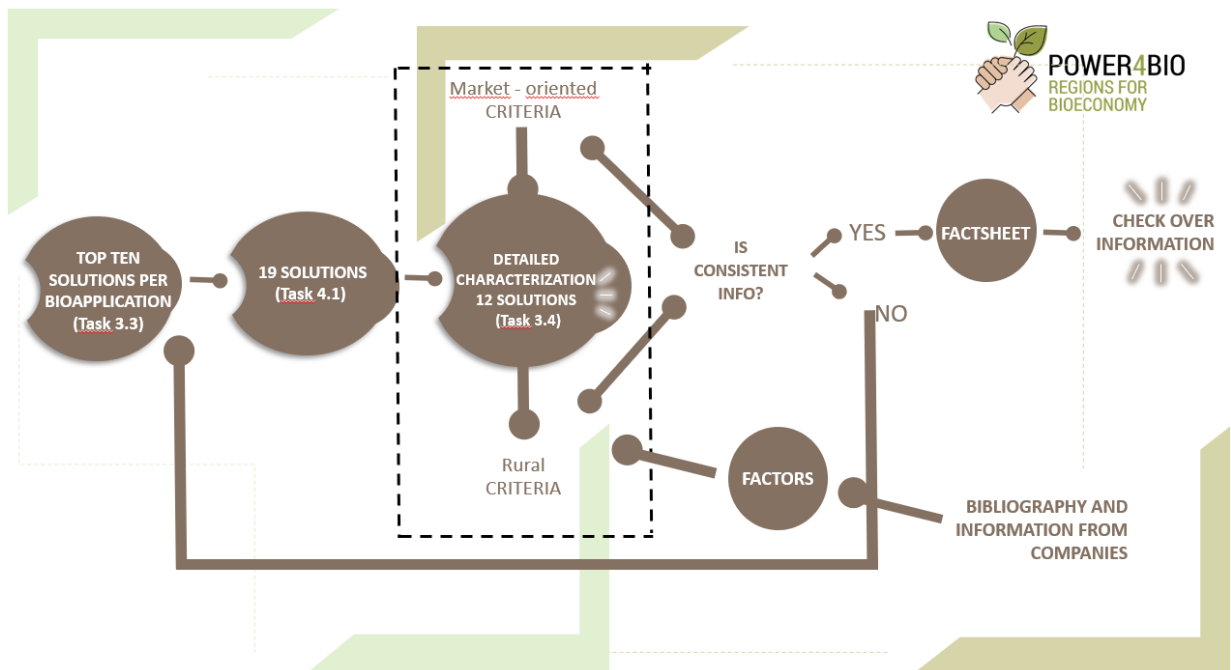 POWER4BIO
REGIONS FOR
BIOECONOMY
Market - oriented
CRITERIA
TOP TEN
SOLUTIONS PER
BIOAPPLICATION
(Task 3.3)
19 SOLUTIONS
(Task 4.1)
DETAILED
CHARACTERIZATION
12 SOLUTIONS
(Task 3.4)
IS
CONSISTENT
INFO?
YES
FACTSHEET
CHECK OVER
INFORMATION
NO
Rural
CRITERIA
FACTORS
BIBLIOGRAPHY AND
INFORMATION FROM
COMPANIES